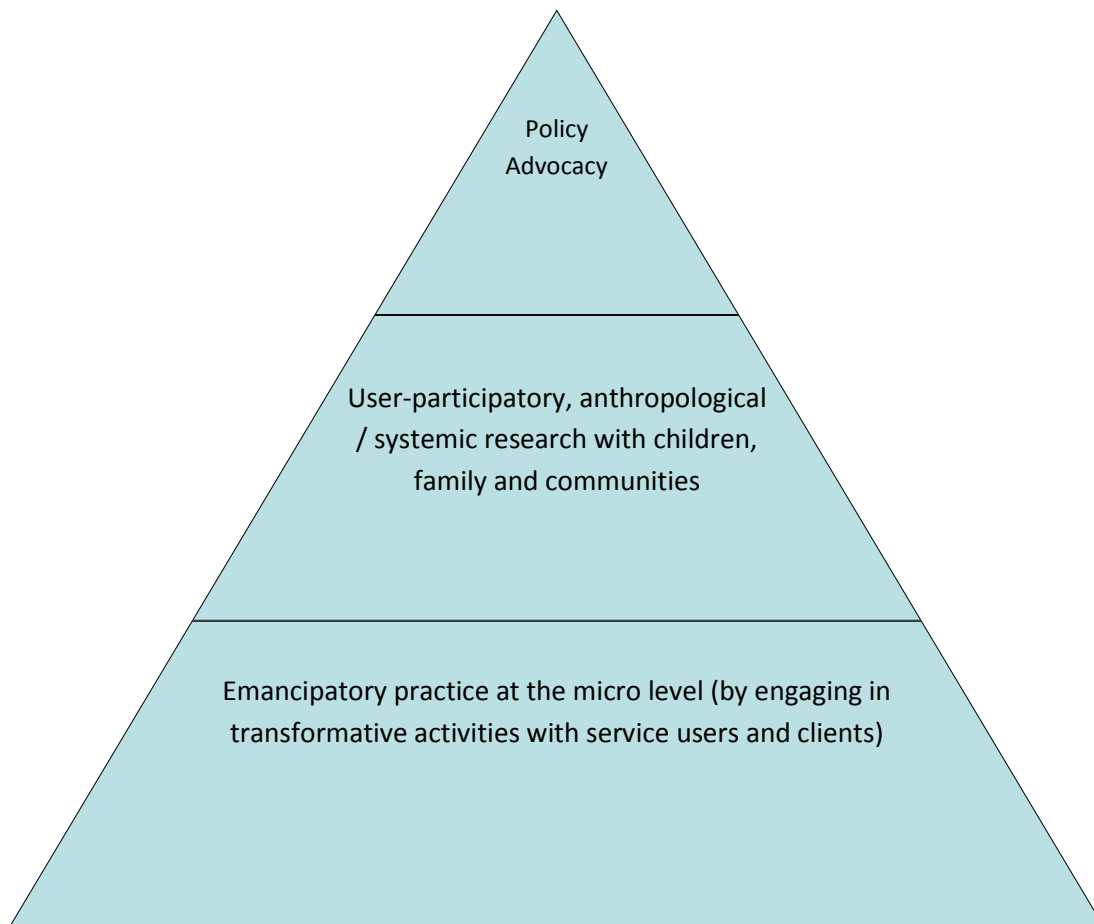 Policy
Advocacy
User-participatory, anthropological
/ systemic research with children,
family and communities
Emancipatory practice at the micro level (by engaging in
transformative activities with service users and clients)